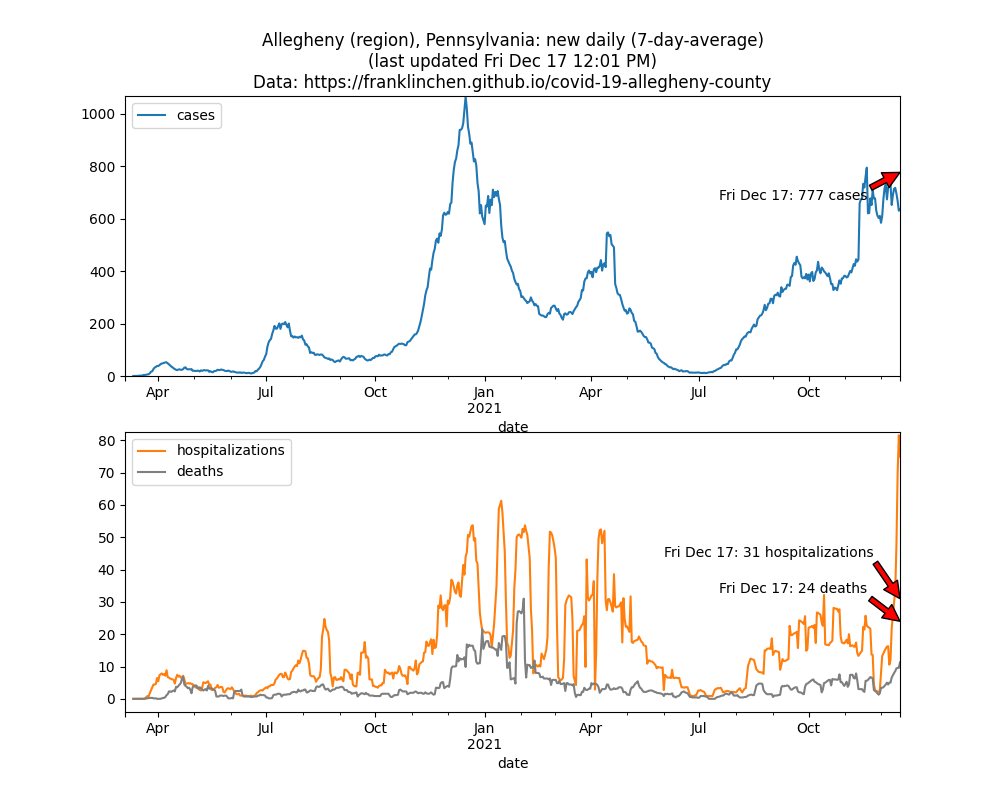 Allegheny (region), Pennsylvania: new daily (7-day-average)
(last updated Fri Dec 17 12:01 PM)
Data: https://franklinchen.github.io/covid-19-allegheny-county
1000
800
600
400
200
0
cases
Fri Dec 17: 777 cases
Apr
Jul
Oct
Jan
2021
Apr
Jul
Oct
date
80
70
60
50
40
30
20
10
0
hospitalizations
deaths
Fri Dec 17: 31 hospitalizations
Fri Dec 17: 24 deaths
Apr
Jul
Oct
Jan
2021
Apr
Jul
Oct
date